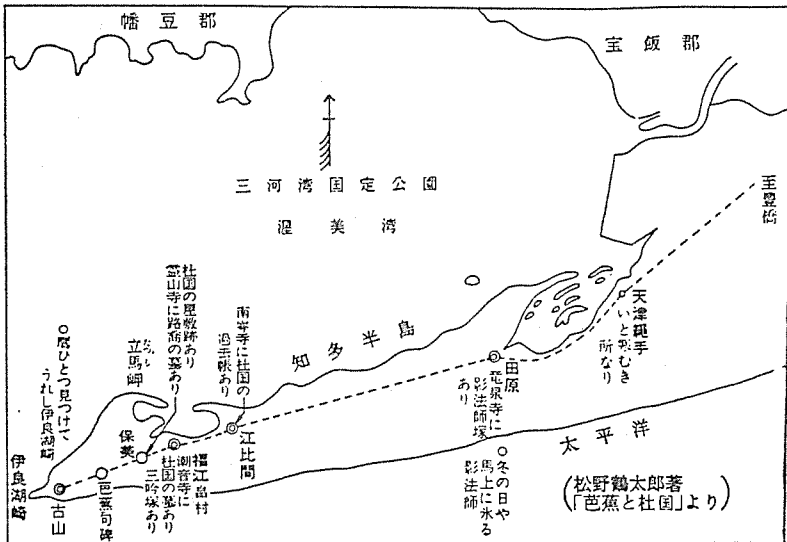 幡豆郡
宝飯郡
三河湾国定公園
渥美湾
至豊橋
天津縄手
いと寒むき
所なり
知多半島
田原
竜泉寺に
影法師塚
あり
○冬の日や
馬上に氷る
影法師
太平洋
南岑寺に杜国の
過去帳あり
江比間
杜国の屋敷跡あり
霊山寺に路喬の墓あり
福江畠村
潮音寺に
杜国の墓あり
立馬岬
保美
三吟塚あり
芭蕉句碑
○鷹ひとつ見つけて
うれし伊良湖崎
古山
伊良湖崎
(松野鶴太郎著
「芭蕉と杜国」より)